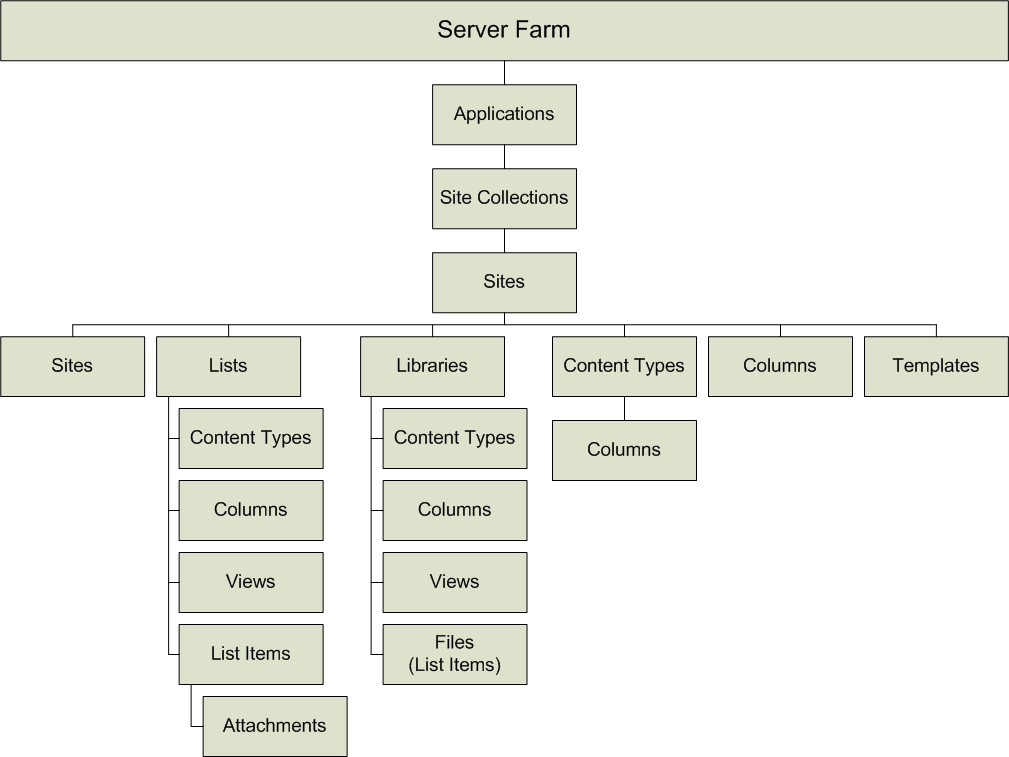 Server Farm
Applications
Site Collections
Sites
Sites
Lists
Libraries
Content Types
Columns
Templates
Content Types
Columns
Views
List Items
Attachments
Content Types
Columns
Views
Files
(List Items)
Columns